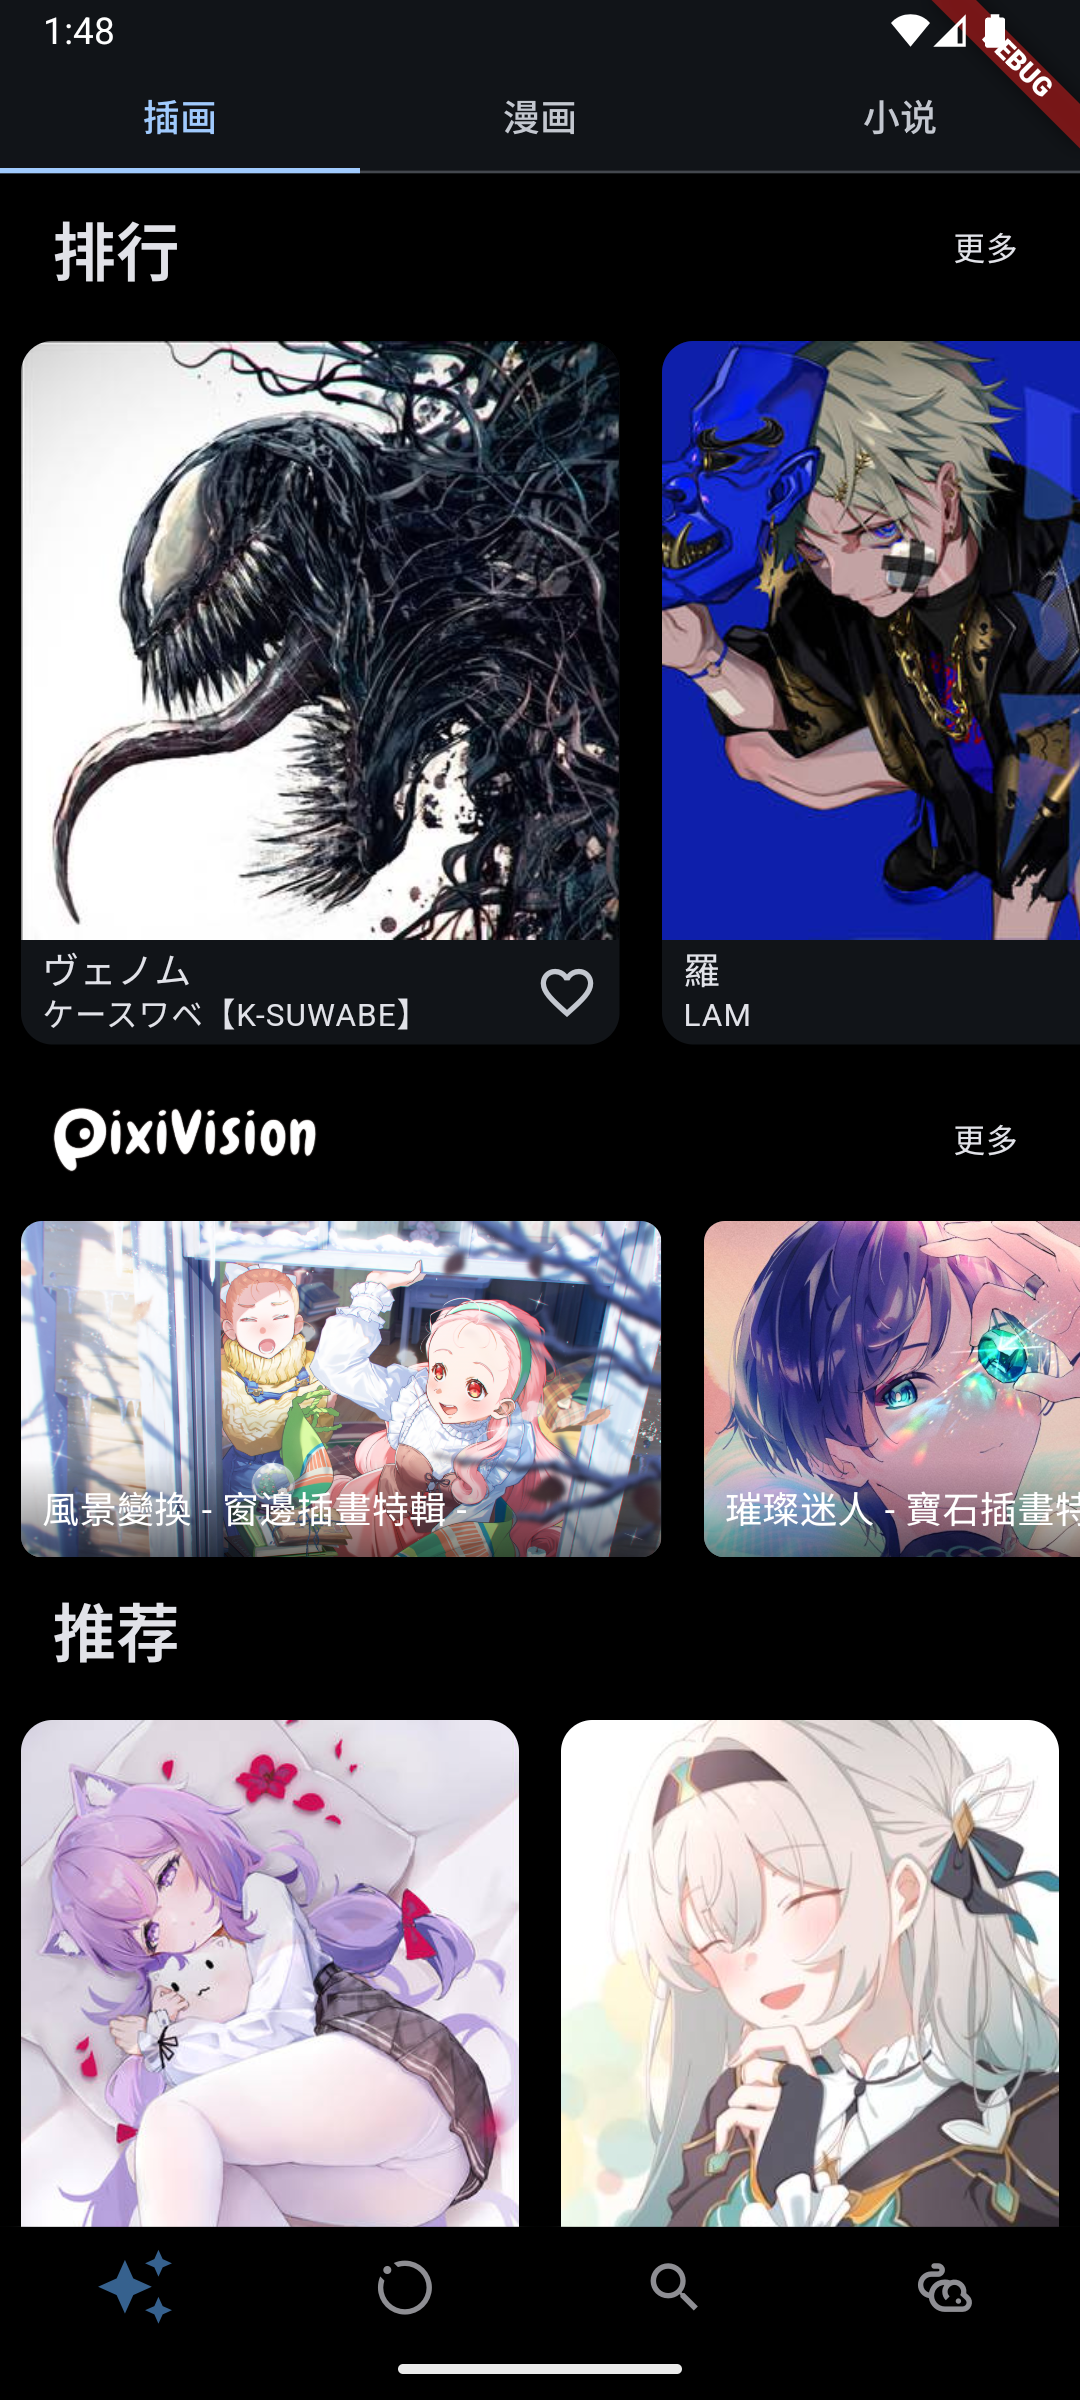 1:48
DEBUG
插画
漫画
小说
排行
更多
ヴェノム
ケースワベ【K-SUWABE】
羅
LAM
pixiVision
更多
風景變換 - 窗邊插畫特輯 -
璀璨迷人 - 寶石插畫特
推荐